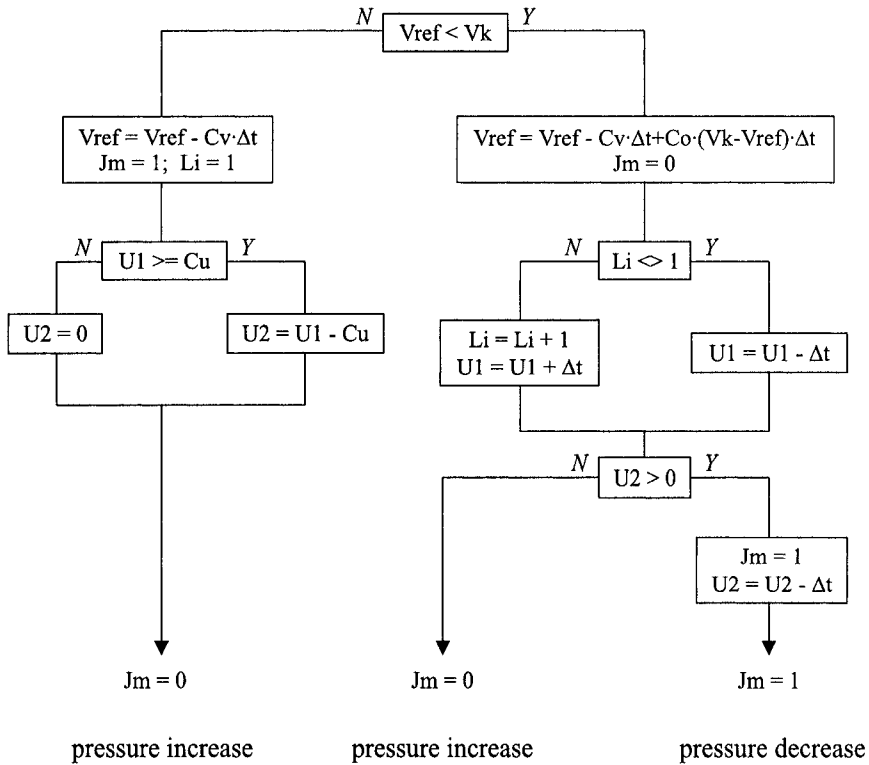 N
Vref < Vk
Y
Vref = Vref - Cv·Δt
Jm = 1; Li = 1
Vref = Vref - Cv·Δt+Co·(Vk-Vref)·Δt
Jm = 0
N
U1 >= Cu
Y
N
Li <> 1
Y
U2 = 0
U2 = U1 - Cu
Li = Li + 1
U1 = U1 + Δt
U1 = U1 - Δt
N
U2 > 0
Y
Jm = 1
U2 = U2 - Δt
Jm = 0
Jm = 0
Jm = 1
pressure increase
pressure increase
pressure decrease